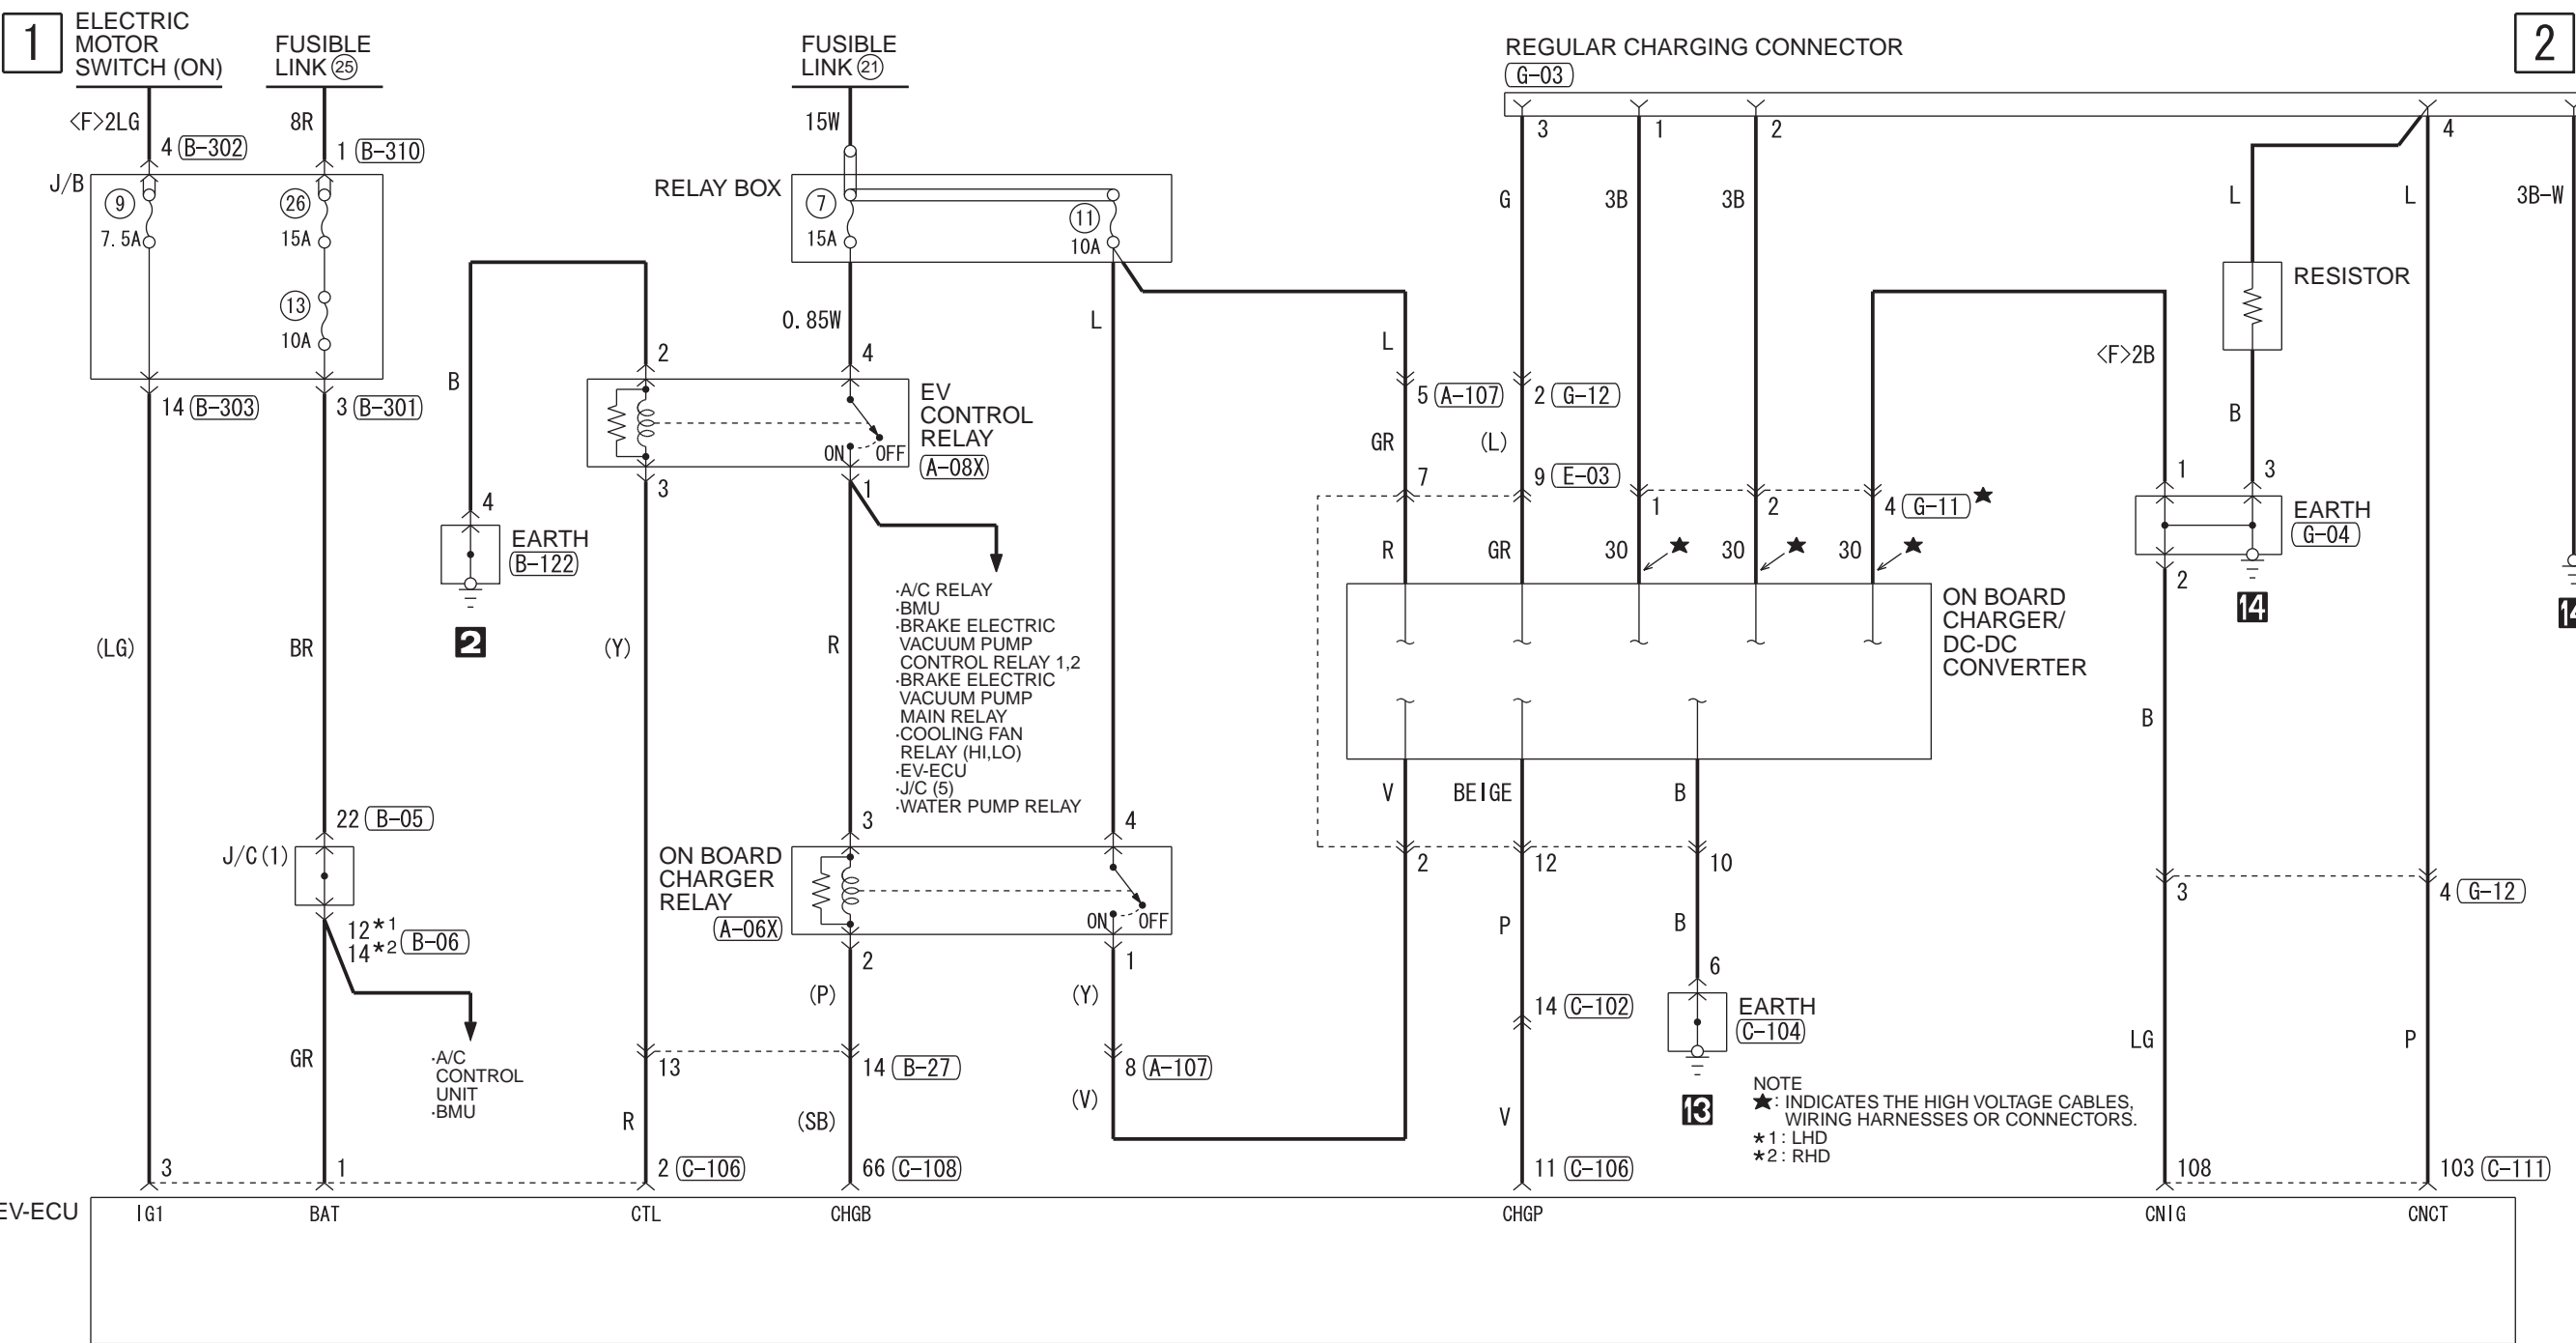 1
ELECTRIC
MOTOR
SWITCH (ON)
FUSIBLE
LINK 25
FUSIBLE
LINK 21
REGULAR CHARGING CONNECTOR
G-03
2
<F>2LG
8R
15W
4 B-302
1 B-310
3
1
2
4
J/B
9
7.5A
26
15A
13
10A
RELAY BOX
7
15A
11
10A
G
3B
3B
L
L
3B-W
RESISTOR
0.85W
L
L
<F>2B
B
2
4
B
14 B-303
3 B-301
EV
CONTROL
RELAY
A-08X
ON
OFF
5 A-107
2 G-12
GR
(L)
7
9 E-03
3
1
1
2
4 G-11 ★
1
3
4
EARTH
B-122
2
R
GR
30 ★
30 ★
30 ★
EARTH
G-04
2
14
14
·A/C RELAY
·BMU
·BRAKE ELECTRIC
VACUUM PUMP
CONTROL RELAY 1,2
·BRAKE ELECTRIC
VACUUM PUMP
MAIN RELAY
·COOLING FAN
RELAY (HI,LO)
·EV-ECU
·J/C (5)
·WATER PUMP RELAY
ON BOARD
CHARGER/
DC-DC
CONVERTER
(LG)
BR
(Y)
R
B
V
BEIGE
B
22 B-05
J/C(1)
3
4
ON BOARD
CHARGER
RELAY
A-06X
ON
OFF
2
12
10
3
4 G-12
12*1
14*2
B-06
2
1
P
B
(P)
(Y)
6
14 C-102
EARTH
C-104
13
GR
·A/C
CONTROL
UNIT
·BMU
13
14 B-27
8 A-107
LG
P
R
(SB)
(V)
V
NOTE
★: INDICATES THE HIGH VOLTAGE CABLES,
WIRING HARNESSES OR CONNECTORS.
*1: LHD
*2: RHD
3
1
2 C-106
66 C-108
11 C-106
108
103 C-111
EV-ECU
IG1
BAT
CTL
CHGB
CHGP
CNIG
CNCT